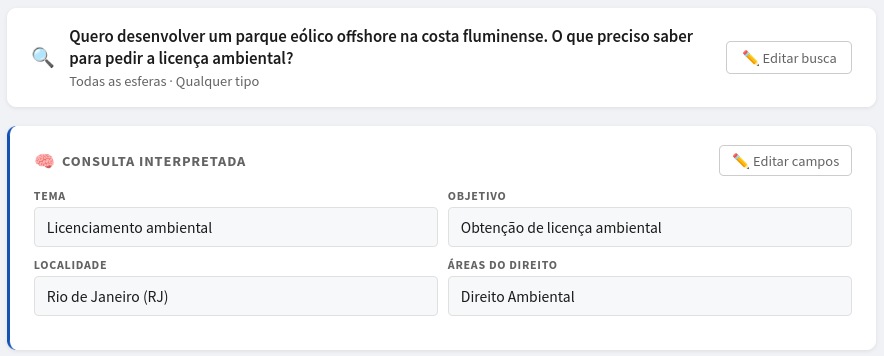 Quero desenvolver um parque eólico offshore na costa fluminense. O que preciso saber
para pedir a licença ambiental?
Todas as esferas · Qualquer tipo
Editar busca
CONSULTA INTERPRETADA
Editar campos
TEMA
Licenciamento ambiental
OBJETIVO
Obtenção de licença ambiental
LOCALIDADE
Rio de Janeiro (RJ)
ÁREAS DO DIREITO
Direito Ambiental